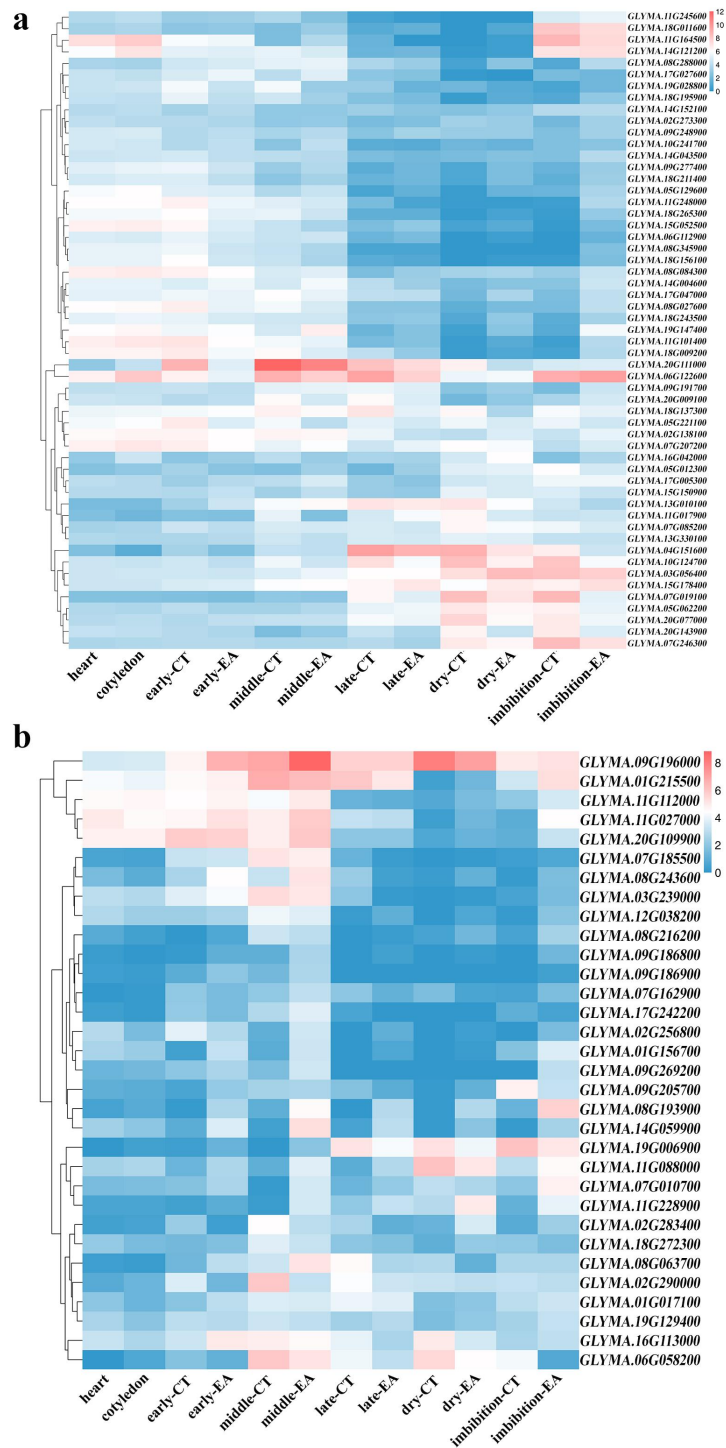 a
GLYMA.11G245600
GLYMA.18G011600
GLYMA.11G164500
GLYMA.14G121200
GLYMA.08G288000
GLYMA.17G027600
GLYMA.19G028800
GLYMA.18G195900
GLYMA.14G152100
GLYMA.02G273300
GLYMA.09G248900
GLYMA.10G241700
GLYMA.14G043500
GLYMA.09G277400
GLYMA.18G211400
GLYMA.05G129600
GLYMA.11G248000
GLYMA.18G265300
GLYMA.15G052500
GLYMA.06G112900
GLYMA.08G345900
GLYMA.18G156100
GLYMA.08G084300
GLYMA.14G004600
GLYMA.17G047000
GLYMA.08G027600
GLYMA.18G243500
GLYMA.19G147400
GLYMA.11G101400
GLYMA.18G009200
GLYMA.20G111000
GLYMA.06G122600
GLYMA.09G191700
GLYMA.20G009100
GLYMA.18G137300
GLYMA.05G221100
GLYMA.02G138100
GLYMA.07G207200
GLYMA.16G042000
GLYMA.05G012300
GLYMA.17G005300
GLYMA.15G150900
GLYMA.13G010100
GLYMA.11G017900
GLYMA.07G085200
GLYMA.13G330100
GLYMA.04G151600
GLYMA.10G124700
GLYMA.03G056400
GLYMA.15G178400
GLYMA.07G019100
GLYMA.05G062200
GLYMA.20G077000
GLYMA.20G143900
GLYMA.07G246300
12
10
8
6
4
2
0
heart
cotyledon
early-CT
early-EA
middle-CT
middle-EA
late-CT
late-EA
dry-CT
dry-EA
imbibition-CT
imbibition-EA
b
GLYMA.09G196000
GLYMA.01G215500
GLYMA.11G112000
GLYMA.11G027000
GLYMA.20G109900
GLYMA.07G185500
GLYMA.08G243600
GLYMA.03G239000
GLYMA.12G038200
GLYMA.08G216200
GLYMA.09G186800
GLYMA.09G186900
GLYMA.07G162900
GLYMA.17G242200
GLYMA.02G256800
GLYMA.01G156700
GLYMA.09G269200
GLYMA.09G205700
GLYMA.08G193900
GLYMA.14G059900
GLYMA.19G006900
GLYMA.11G088000
GLYMA.07G010700
GLYMA.11G228900
GLYMA.02G283400
GLYMA.18G272300
GLYMA.08G063700
GLYMA.02G290000
GLYMA.01G017100
GLYMA.19G129400
GLYMA.16G113000
GLYMA.06G058200
8
6
4
2
0
heart
cotyledon
early-CT
early-EA
middle-CT
middle-EA
late-CT
late-EA
dry-CT
dry-EA
imbibition-CT
imbibition-EA